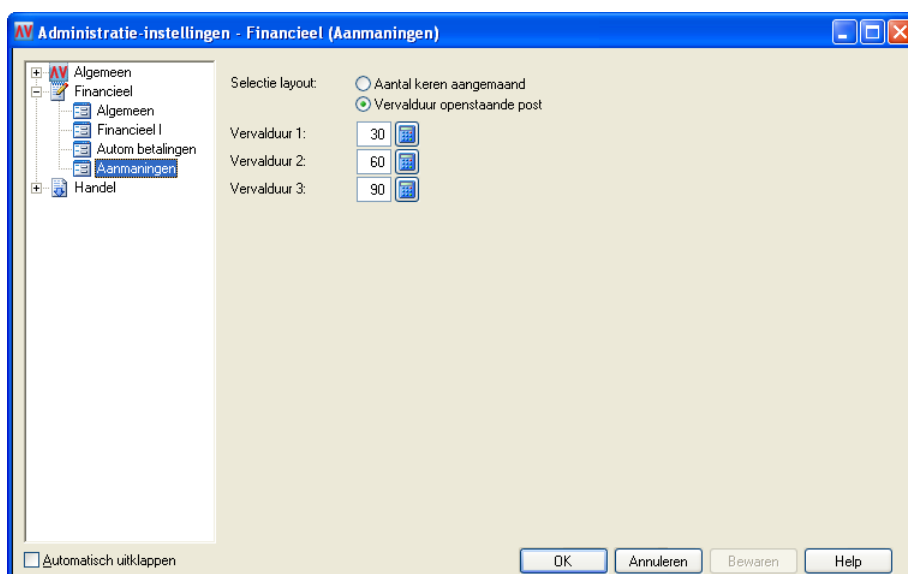 AV Administratie-instellingen - Financieel (Aanmaningen)
AV Algemeen
Financieel
Algemeen
Financieel I
Autom betalingen
Aanmaningen
Handel
Selectie layout:
Aantal keren aangemaand
Vervalduur openstaande post
Vervalduur 1: 30
Vervalduur 2: 60
Vervalduur 3: 90
Automatisch uitklappen
OK Annuleren Bewaren Help